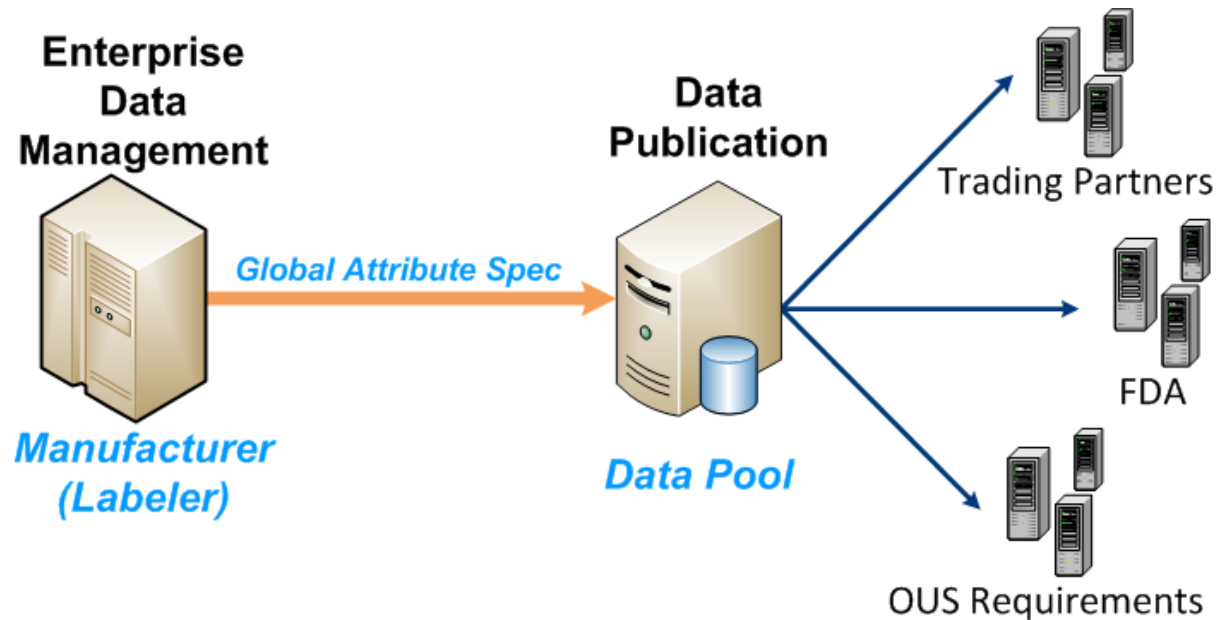 Enterprise
Data
Management
Manufacturer
(Labeler)
Global Attribute Spec
Data
Publication
Data Pool
Trading Partners
FDA
OUS Requirements